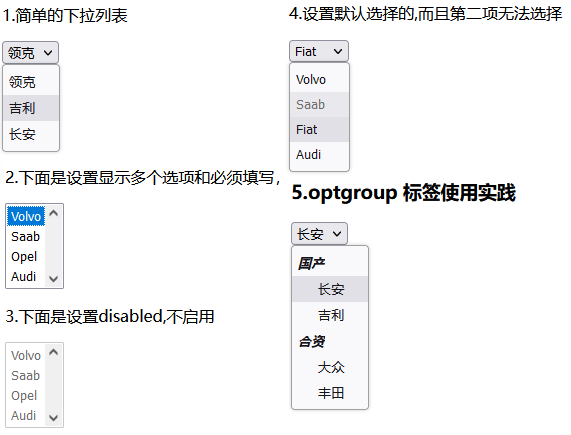 1.简单的下拉列表
领克
领克
吉利
长安
2.下面是设置显示多个选项和必须填写，
Volvo
Saab
Opel
Audi
3.下面是设置disabled,不启用
Volvo
Saab
Opel
Audi
4.设置默认选择的,而且第二项无法选择
Fiat
Volvo
Saab
Fiat
Audi
5.optgroup 标签使用实践
长安
国产
长安
吉利
合资
大众
丰田